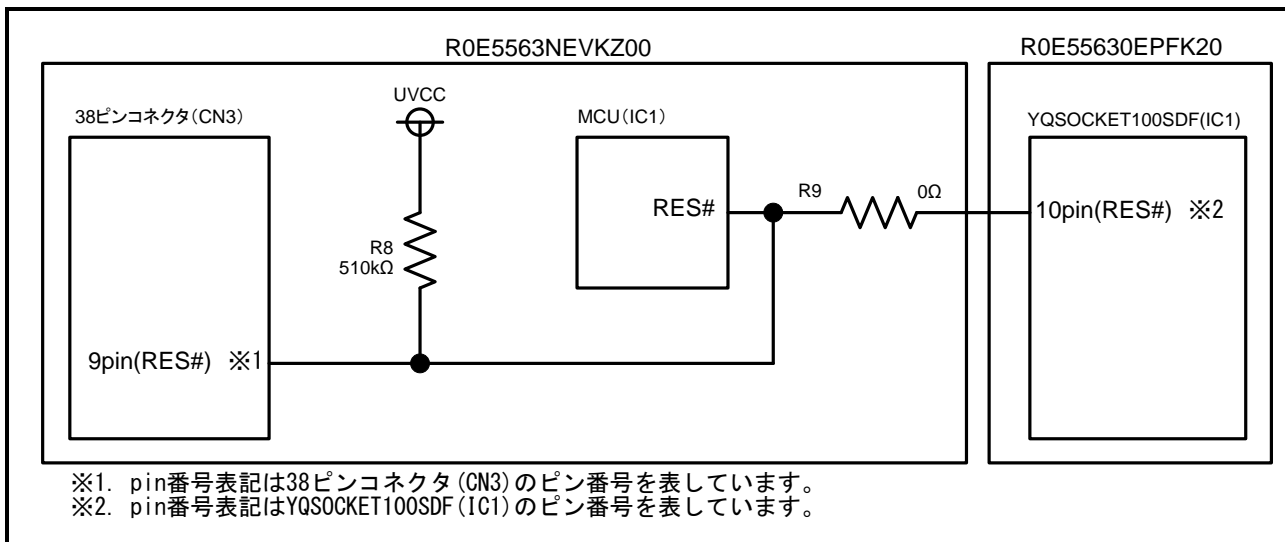 R0E5563NEVKZ00
R0E55630EPFK20
38ピンコネクタ(CN3)
UVCC
MCU(IC1)
YQSOCKET100SDF(IC1)
RES#
R9
0Ω
10pin(RES#) ※2
R8
510kΩ
9pin(RES#) ※1
※1. pin番号表記は38ピンコネクタ(CN3)のピン番号を表しています。
※2. pin番号表記はYQSOCKET100SDF(IC1)のピン番号を表しています。